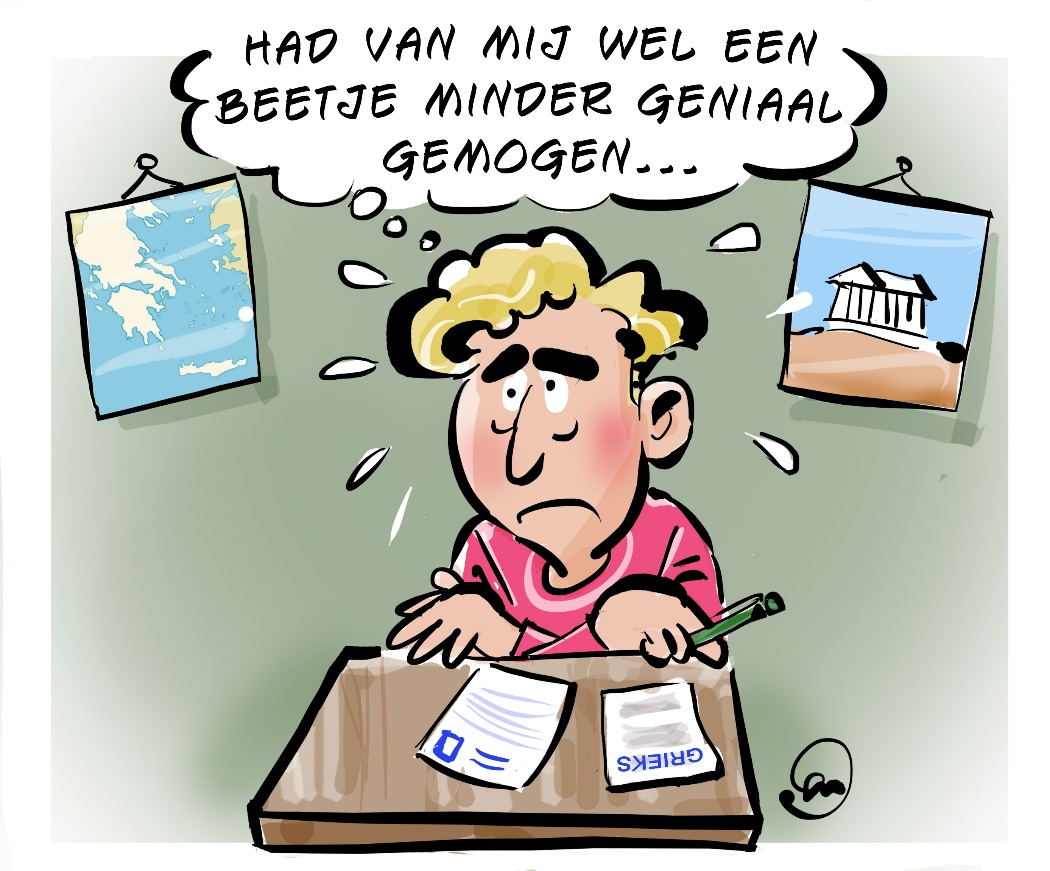 HAD VAN MIJ WEL EEN
BEETJE MINDER GENIAAL
GEMOGEN...
GRIEKS